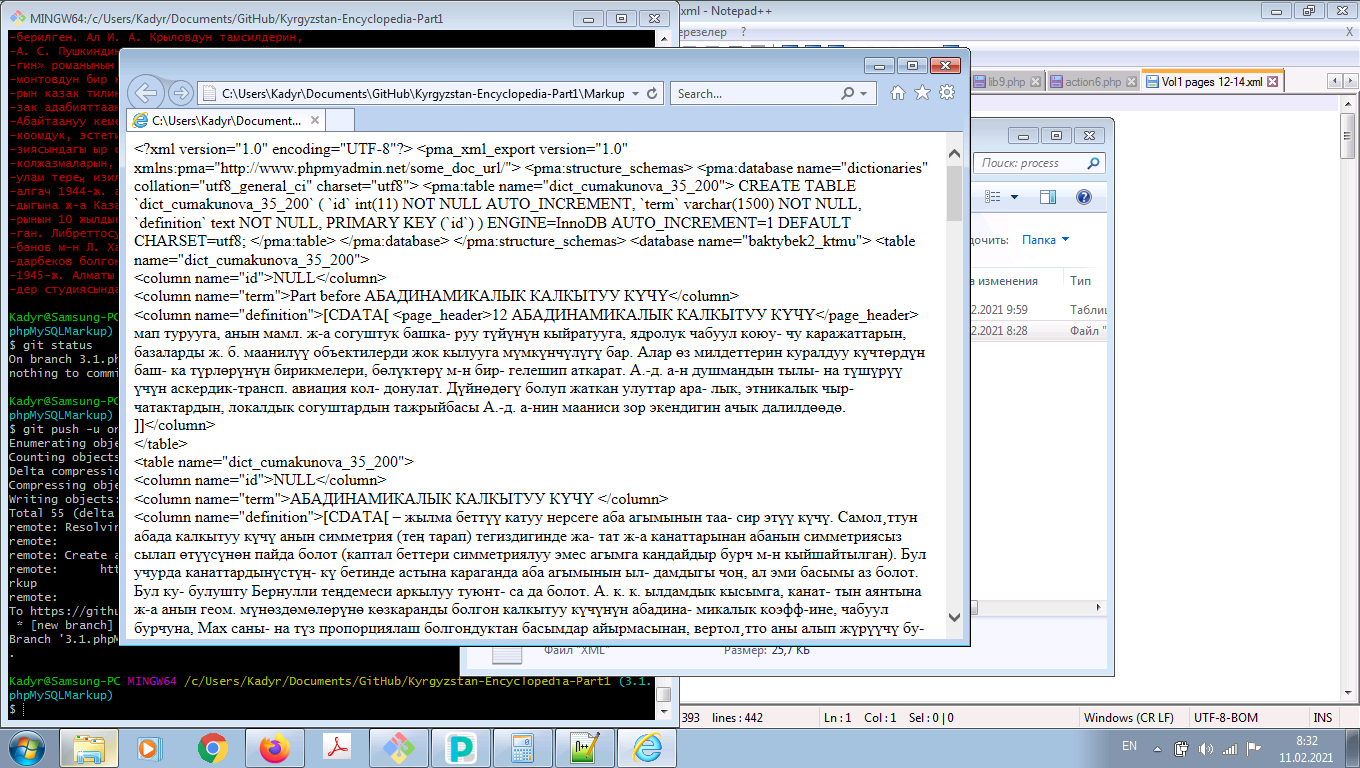 MINGW64:/c/Users/Kadyr/Documents/GitHub/Kyrgyzstan-Encyclopedia-Part1
xml - Notepad++
ерезелер ?
X
-берилген. Ал И. А. Крыловдун тамсилдерин,
-А. С. Пушкинди
-гин» романынын
-монтовдун бир
-рын казак тилин
-зак адабияттаан
-Абайтаануу
-коомдук, эстети
-зиясындагы ыр с
-колжазмаларын,
-улам терең изил
-алгач 1944-ж. а
-дыгына ж-а Каза
-рынын 10 жылды
-ган. Либреттосу
-банов м-н Л. Ха
-дарбеков болгон
-1945-ж. Алматы
-дер студиясында
C:\Users\Kadyr\Documents\GitHub\Kyrgyzstan-Encyclopedia-Part1\Markup
Search...
C:\Users\Kadyr\Document...
lib9.php
action6.php
Vol1 pages 12-14.xml
<?xml version="1.0" encoding="UTF-8"?> <pma_xml_export version="1.0"
xmlns:pma="http://www.phpmyadmin.net/some_doc_url/"> <pma:structure_schemas> <pma:database name="dictionaries"
collation="utf8_general_ci" charset="utf8"> <pma:table name="dict_cumakunova_35_200"> CREATE TABLE
`dict_cumakunova_35_200` ( `id` int(11) NOT NULL AUTO_INCREMENT, `term` varchar(1500) NOT NULL,
`definition` text NOT NULL, PRIMARY KEY (`id`) ) ENGINE=InnoDB AUTO_INCREMENT=1 DEFAULT
CHARSET=utf8; </pma:table> </pma:database> </pma:structure_schemas> <database name="baktybek2_ktmu"> <table
name="dict_cumakunova_35_200">
<column name="id">NULL</column>
<column name="term">Part before АБАДИНАМИКАЛЫК КАЛКЫТУУ КҮЧҮ</column>
<column name="definition">[CDATA[ <page_header>12 АБАДИНАМИКАЛЫК КАЛКЫТУУ КҮЧҮ</page_header>
мап турууга, анын мамл. ж-а согуштук башка- руу түйүнүн кыйратууга, ядролук чабуул коюу- чу каражаттарын,
базаларды ж. б. маанилүү объектилерди жок кылууга мүмкүнчүлүгү бар. Алар өз милдеттерин куралдуу күчтөрдүн
баш- ка түрлөрүнүн бирикмелери, бөлүктөрү м-н бир- гелешип аткарат. А.-д. а-н душмандын тылы- на түшүрүү
үчүн аскердик-трансп. авиация кол- донулат. Дүйнөдөгү болуп жаткан улуттар ара- лык, этникалык чыр-
чатактардын, локалдык согуштардын тажрыйбасы А.-д. а-нин мааниси зор экендигин ачык далилдөөдө.
]]</column>
</table>
<table name="dict_cumakunova_35_200">
<column name="id">NULL</column>
<column name="term">АБАДИНАМИКАЛЫК КАЛКЫТУУ КҮЧҮ </column>
<column name="definition">[CDATA[ – жылма беттүү катуу нерсеге аба агымынын таа- сир этүү күчү. Самол¸ттун
абада калкытуу күчү анын симметрия (тең тарап) тегиздигинде жа- тат ж-а канаттарынан абанын симметриясыз
сылап өтүүсүнөн пайда болот (каптал беттери симметриялуу эмес агымга кандайдыр бурч м-н кыйшайтылган). Бул
учурда канаттардынүстүң- кү бетинде астына караганда аба агымынын ыл- дамдыгы чоң, ал эми басымы аз болот.
Бул ку- булушту Бернулли теңдемеси аркылуу туюнт- са да болот. А. к. к. ылдамдык кысымга, канат- тын аянтына
ж-а анын геом. мүнөздөмөлөрүнө көзкаранды болгон калкытуу күчүнүн абадина- микалык коэфф-ине, чабуул
бурчуна, Мах саны- на түз пропорциялаш болгондуктан басымдар айырмасынан, вертол¸тто аны алып жүрүүчү бу-
Поиск: process
дочить: Папка
а изменения Тип
2.2021 9:59 Таблиц
2.2021 8:28 Файл "
Файл "XML" Размер: 25,7 КБ
Kadyr@Samsung-PC
phpMySQLMarkup)
$ git status
On branch 3.1.ph
nothing to commi
Kadyr@Samsung-PC
phpMySQLMarkup)
$ git push -u or
Enumerating obje
Counting objects
Delta compressio
Compressing obje
Writing objects:
Total 55 (delta
remote: Resolvin
remote:
remote: Create a
remote: htt
rkup
remote:
To https://githu
* [new branch]
Branch '3.1.phpM
.
Kadyr@Samsung-PC MINGW64 /c/Users/Kadyr/Documents/GitHub/Kyrgyzstan-Encyclopedia-Part1 (3.1.
phpMySQLMarkup)
$
393 lines : 442 Ln : 1 Col : 1 Sel : 0 | 0 Windows (CR LF) UTF-8-BOM INS
EN
8:32
11.02.2021